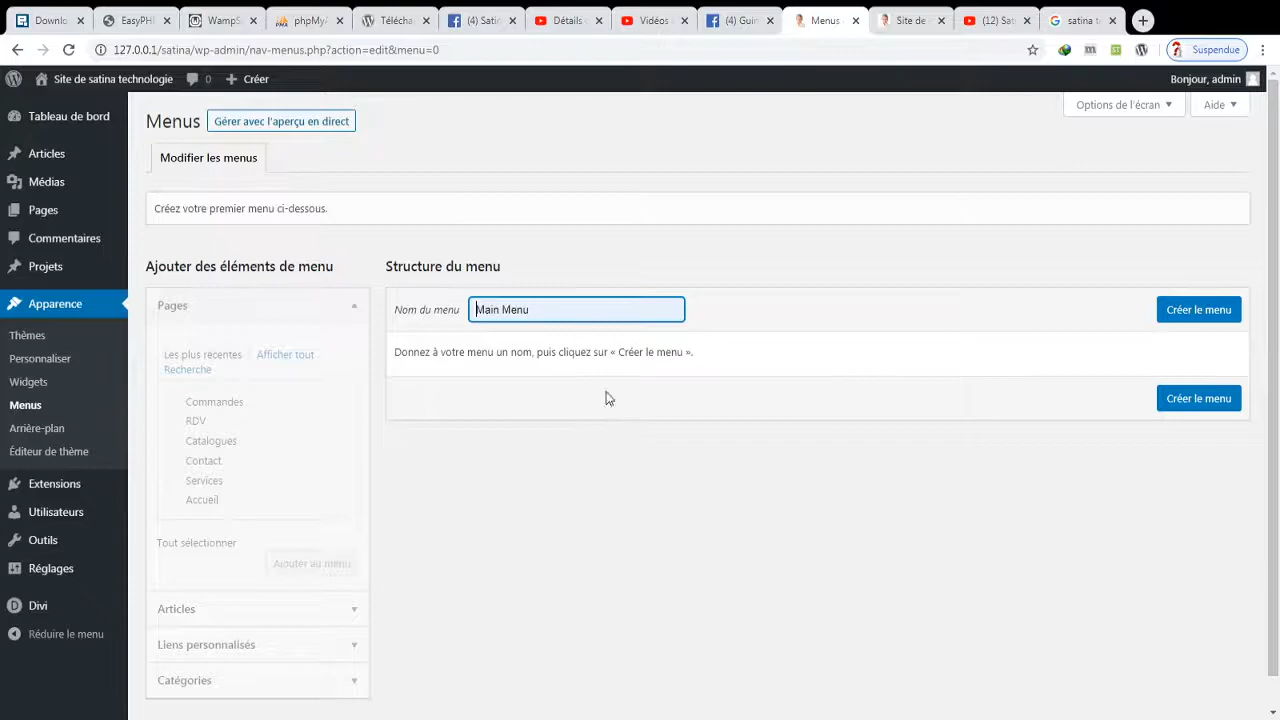 Downlo
EasyPHI
WampS
phpMy/
Télécha
(4) Satin
Détails
Vidéos
(4) Guin
Menus
Site de
(12) Sat
satina t
127.0.0.1/satina/wp-admin/nav-menus.php?action=edit&menu=0
Suspendue
Site de satina technologie
0
Créer
Bonjour, admin
Tableau de bord
Articles
Médias
Pages
Commentaires
Projets
Apparence
Thèmes
Personnaliser
Widgets
Menus
Arrière-plan
Éditeur de thème
Extensions
Utilisateurs
Outils
Réglages
Divi
Réduire le menu
Options de l'écran
Aide
Menus
Gérer avec l'aperçu en direct
Modifier les menus
Créez votre premier menu ci-dessous.
Ajouter des éléments de menu
Pages
Les plus récentes Afficher tout
Recherche
Commandes
RDV
Catalogues
Contact
Services
Accueil
Tout sélectionner
Ajouter au menu
Articles
Liens personnalisés
Catégories
Structure du menu
Nom du menu Main Menu
Créer le menu
Donnez à votre menu un nom, puis cliquez sur « Créer le menu ».
Créer le menu